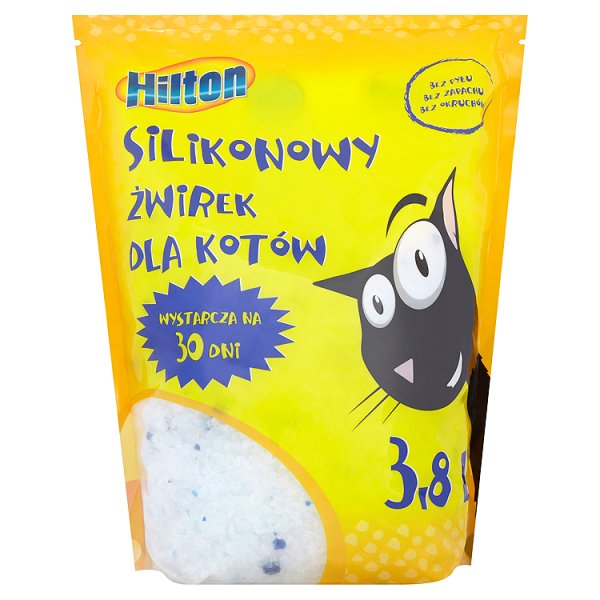 Hilton
BEZ PYŁU
BEZ ZAPACHU
BEZ OKRUCHÓW
SILIKONOWY
ŻWIREK
DLA KOTÓW
WYSTARCZA NA
30 DNI
3,8 L